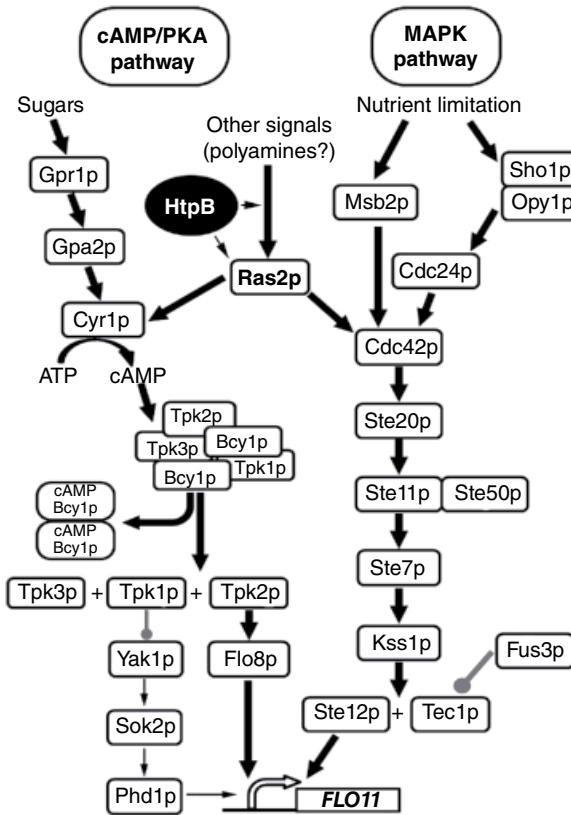 cAMP/PKA
pathway
MAPK
pathway
Sugars
Other signals
(polyamines?)
Nutrient limitation
Gpr1p
HtpB
Msb2p
Sho1p
Opy1p
Gpa2p
Ras2p
Cdc24p
Cyr1p
Cdc42p
ATP
cAMP
Tpk2p
Bcy1p
Tpk3p
Tpk1p
Bcy1p
Ste20p
cAMP
Bcy1p
cAMP
Bcy1p
Ste11p
Ste50p
Tpk3p + Tpk1p + Tpk2p
Ste7p
Yak1p
Flo8p
Kss1p
Fus3p
Sok2p
Ste12p + Tec1p
Phd1p
FLO11